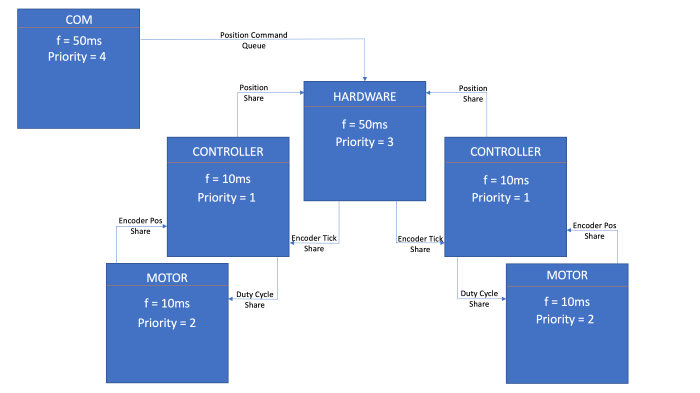 COM
f = 50ms
Priority = 4
Position Command
Queue
Position
Share
HARDWARE
f = 50ms
Priority = 3
Position
Share
CONTROLLER
f = 10ms
Priority = 1
CONTROLLER
f = 10ms
Priority = 1
Encoder Pos
Share
Encoder Tick
Share
Encoder Tick
Share
Encoder Pos
Share
MOTOR
f = 10ms
Priority = 2
Duty Cycle
Share
Duty Cycle
Share
MOTOR
f = 10ms
Priority = 2